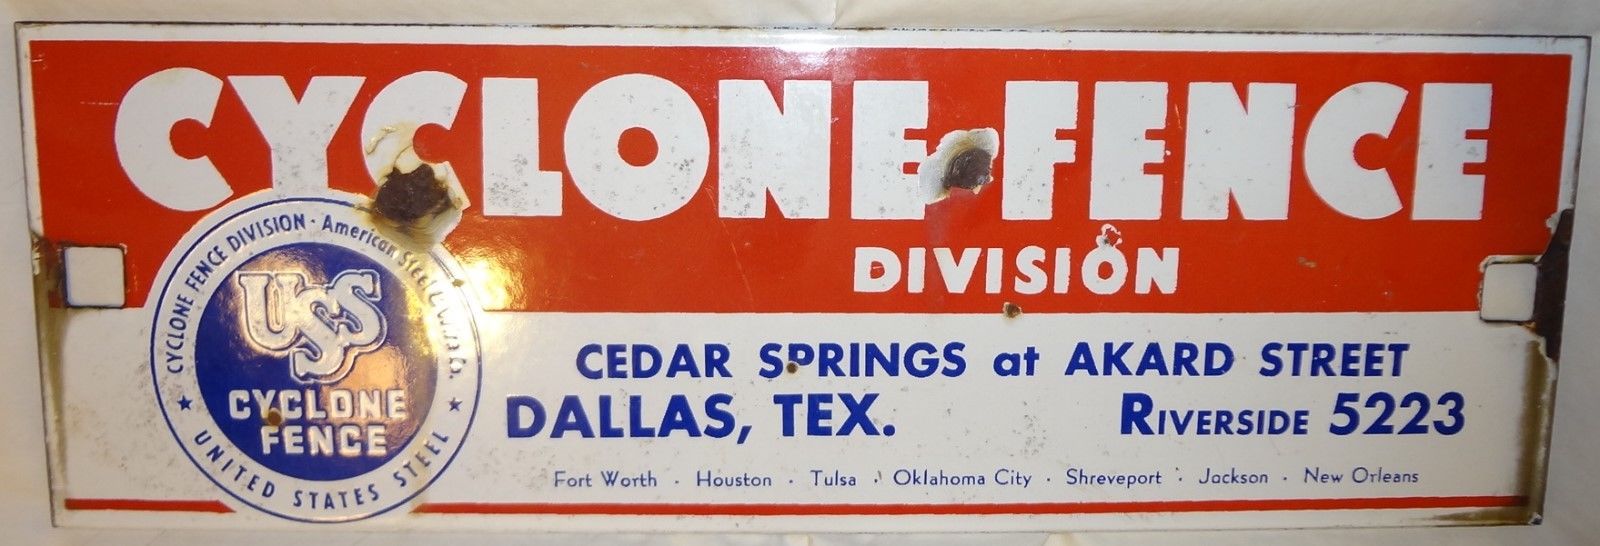 CYCLONE FENCE
DIVISION
CYCLONE FENCE DIVISION · American STEEL & Wire Co.
USS
CYCLONE
FENCE
★ UNITED STATES STEEL ★
CEDAR SPRINGS at AKARD STREET
DALLAS, TEX. RIVERSIDE 5223
Fort Worth · Houston · Tulsa · Oklahoma City · Shreveport · Jackson · New Orleans